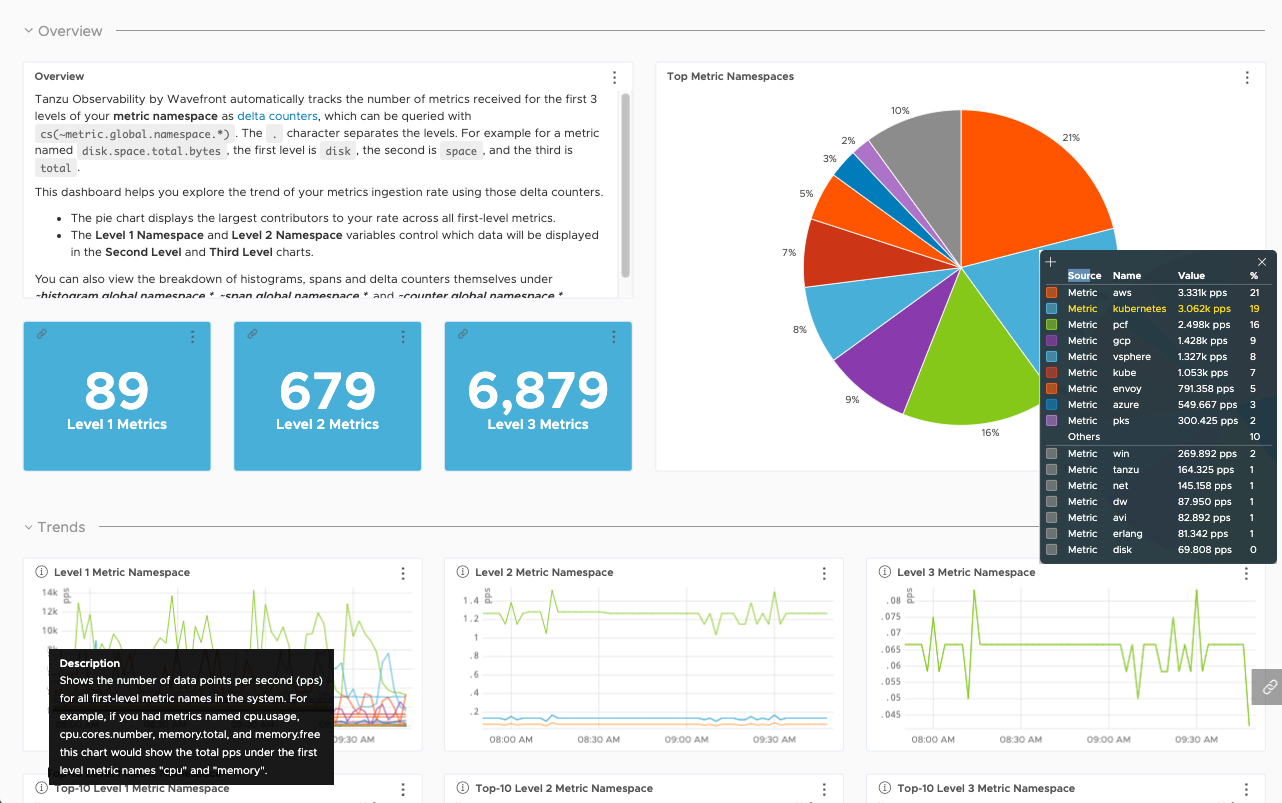 Overview
Overview
Tanzu Observability by Wavefront automatically tracks the number of metrics received for the first 3
levels of your metric namespace as delta counters, which can be queried with
cs(~metric.global.namespace.*). The . character separates the levels. For example for a metric
named disk.space.total.bytes, the first level is disk, the second is space, and the third is
total.
This dashboard helps you explore the trend of your metrics ingestion rate using those delta counters.
• The pie chart displays the largest contributors to your rate across all first-level metrics.
• The Level 1 Namespace and Level 2 Namespace variables control which data will be displayed
in the Second Level and Third Level charts.
You can also view the breakdown of histograms, spans and delta counters themselves under
~histogram.global.namespace.*, ~span.global.namespace.*, and ~counter.global.namespace.*
89
Level 1 Metrics
679
Level 2 Metrics
6,879
Level 3 Metrics
Top Metric Namespaces
10%
21%
2%
3%
5%
7%
8%
9%
16%
Source Name Value %
Metric aws 3.331k pps 21
Metric kubernetes 3.062k pps 19
Metric pcf 2.498k pps 16
Metric gcp 1.428k pps 9
Metric vsphere 1.327k pps 8
Metric kube 1.053k pps 7
Metric envoy 791.358 pps 5
Metric azure 549.667 pps 3
Metric pks 300.425 pps 2
Others 10
Metric win 269.892 pps 2
Metric tanzu 164.325 pps 1
Metric net 145.158 pps 1
Metric dw 87.950 pps 1
Metric avi 82.892 pps 1
Metric erlang 81.342 pps 1
Metric disk 69.808 pps 0
Trends
Level 1 Metric Namespace
14k
pps
12k
10k
09:30 AM
Description
Shows the number of data points per second (pps)
for all first-level metric names in the system. For
example, if you had metrics named cpu.usage,
cpu.cores.number, memory.total, and memory.free
this chart would show the total pps under the first
level metric names "cpu" and "memory".
Level 2 Metric Namespace
pps
1.4
1.2
1
.8
.6
.4
.2
08:00 AM 08:30 AM 09:00 AM 09:30 AM
Level 3 Metric Namespace
pps
.08
.075
.07
.065
.06
.055
.05
.045
08:00 AM 08:30 AM 09:00 AM 09:30 AM
Top-10 Level 1 Metric Namespace
Top-10 Level 2 Metric Namespace
Top-10 Level 3 Metric Namespace